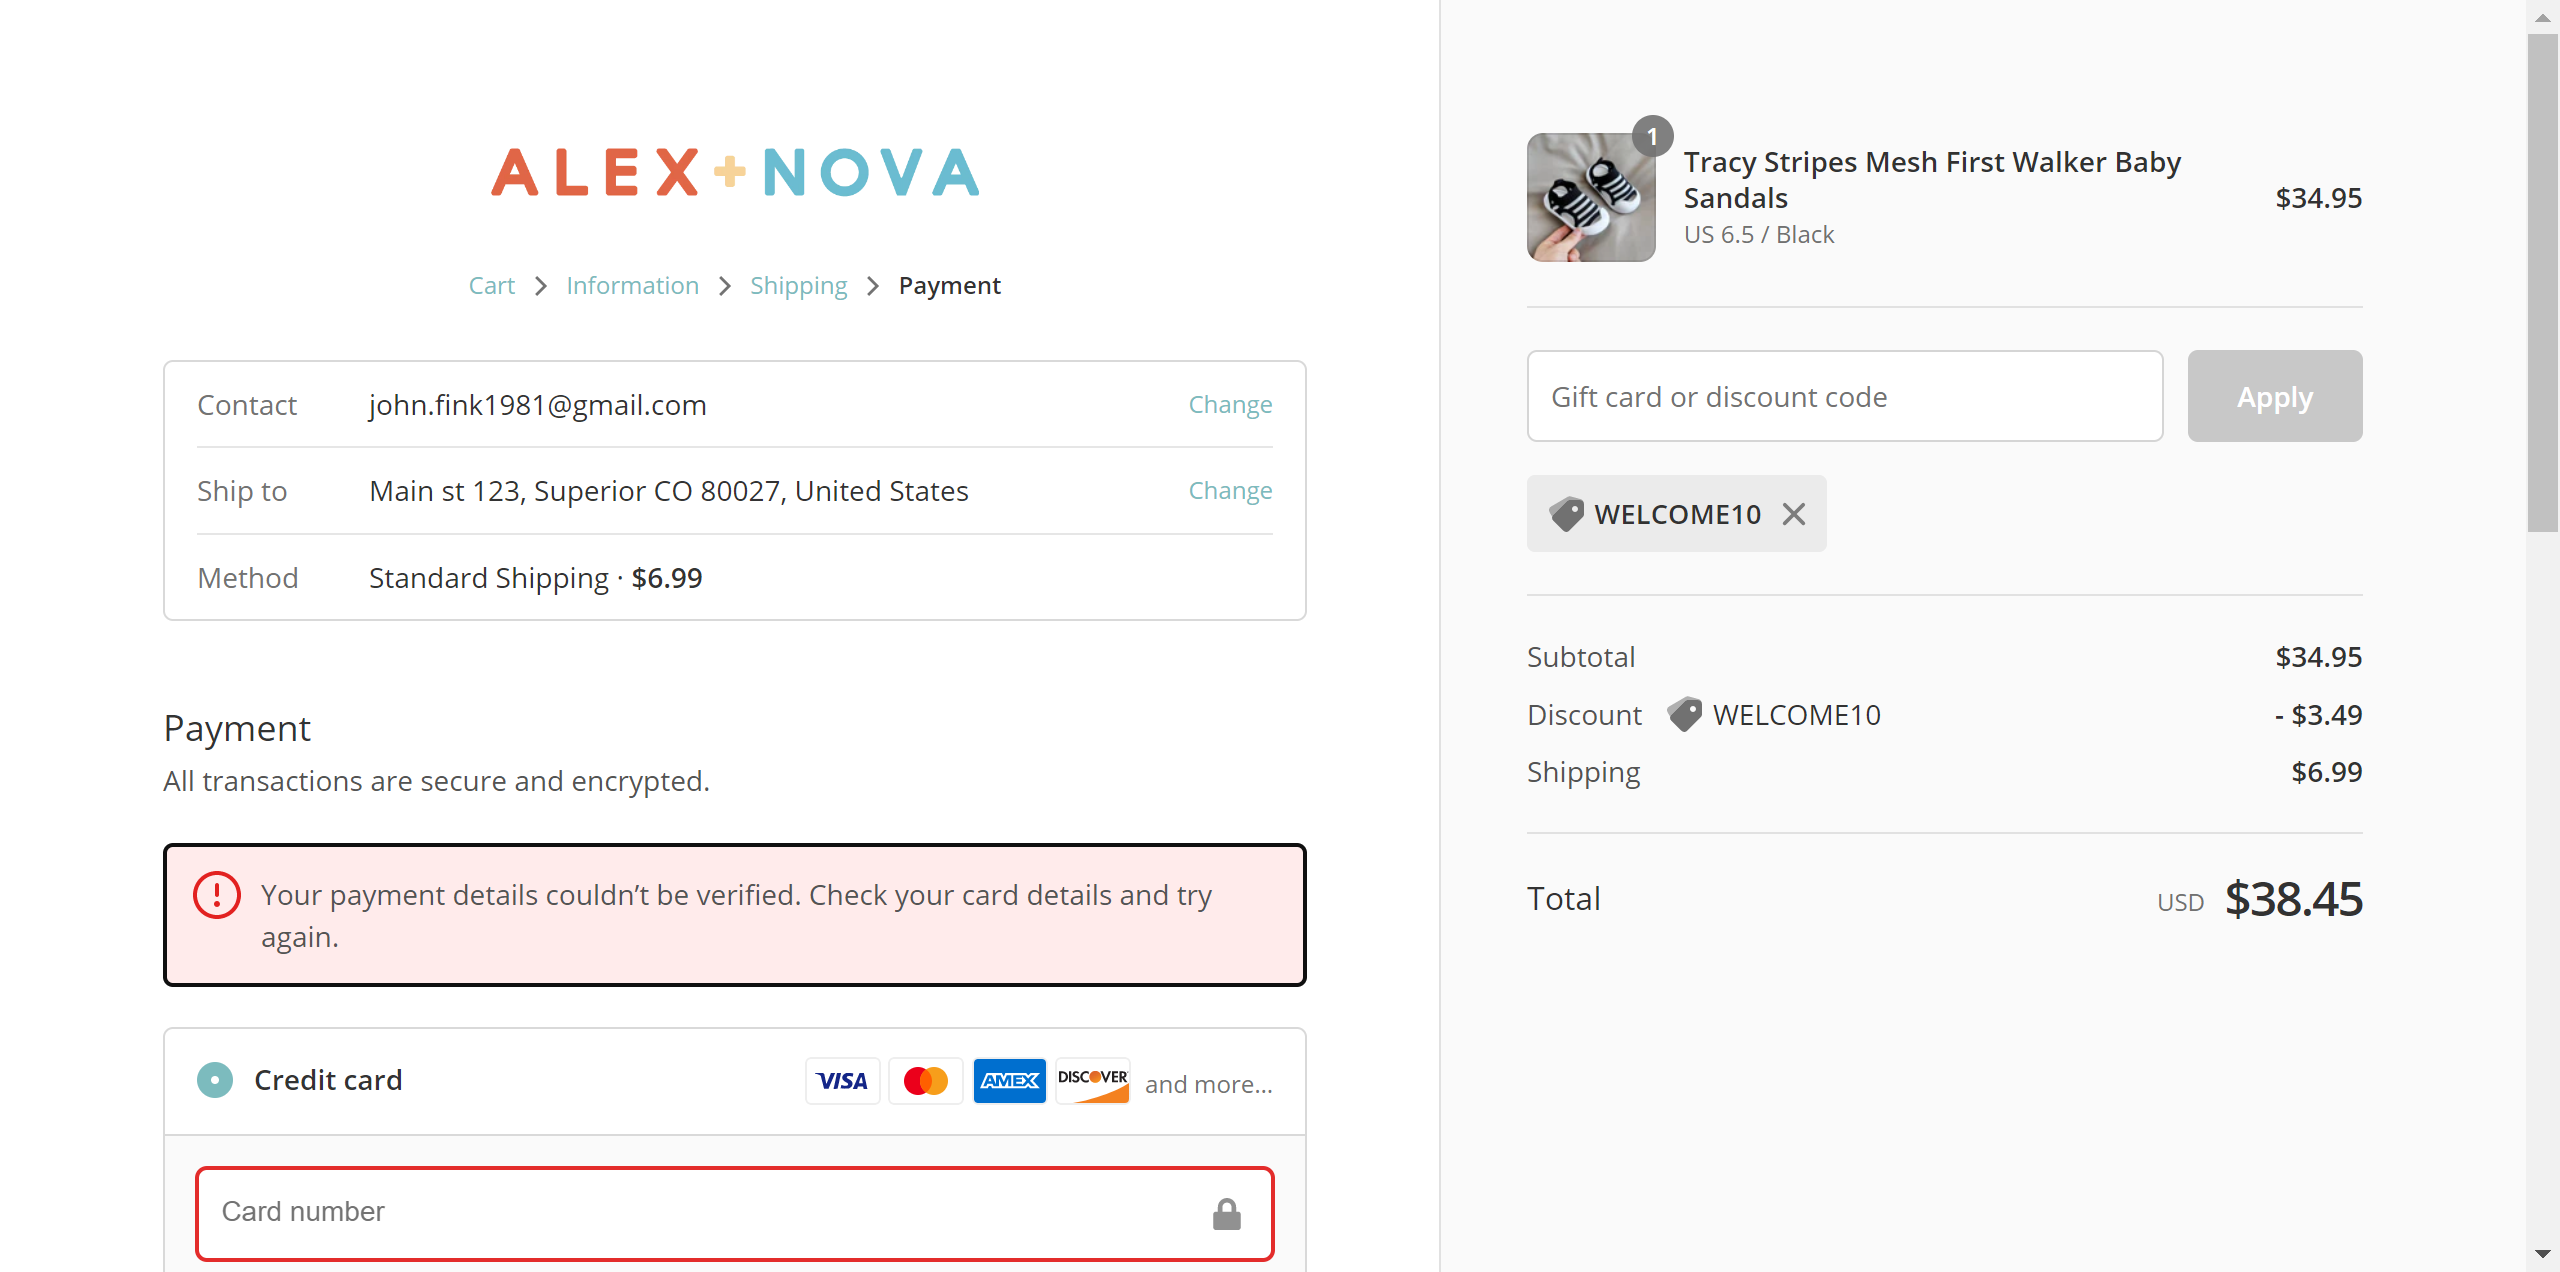 ALEX+NOVA
Cart > Information > Shipping > Payment
Contact john.fink1981@gmail.com Change
Ship to Main st 123, Superior CO 80027, United States Change
Method Standard Shipping · $6.99
Payment
All transactions are secure and encrypted.
Your payment details couldn’t be verified. Check your card details and try
again.
Credit card VISA AMEX DISCOVER and more...
Card number
1
Tracy Stripes Mesh First Walker Baby
Sandals $34.95
US 6.5 / Black
Gift card or discount code Apply
WELCOME10
Subtotal $34.95
Discount WELCOME10 - $3.49
Shipping $6.99
Total USD $38.45